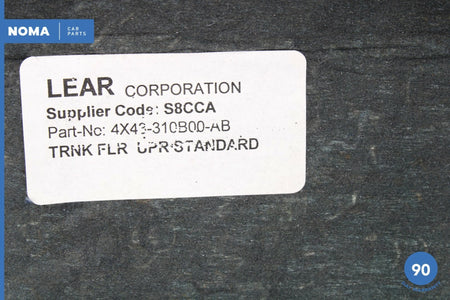 NOMA CAR
PARTS
LEAR CORPORATION
Supplier Code: S8CCA
Part-No: 4X43-310B00-AB
TRNK FLR UPR STANDARD
90